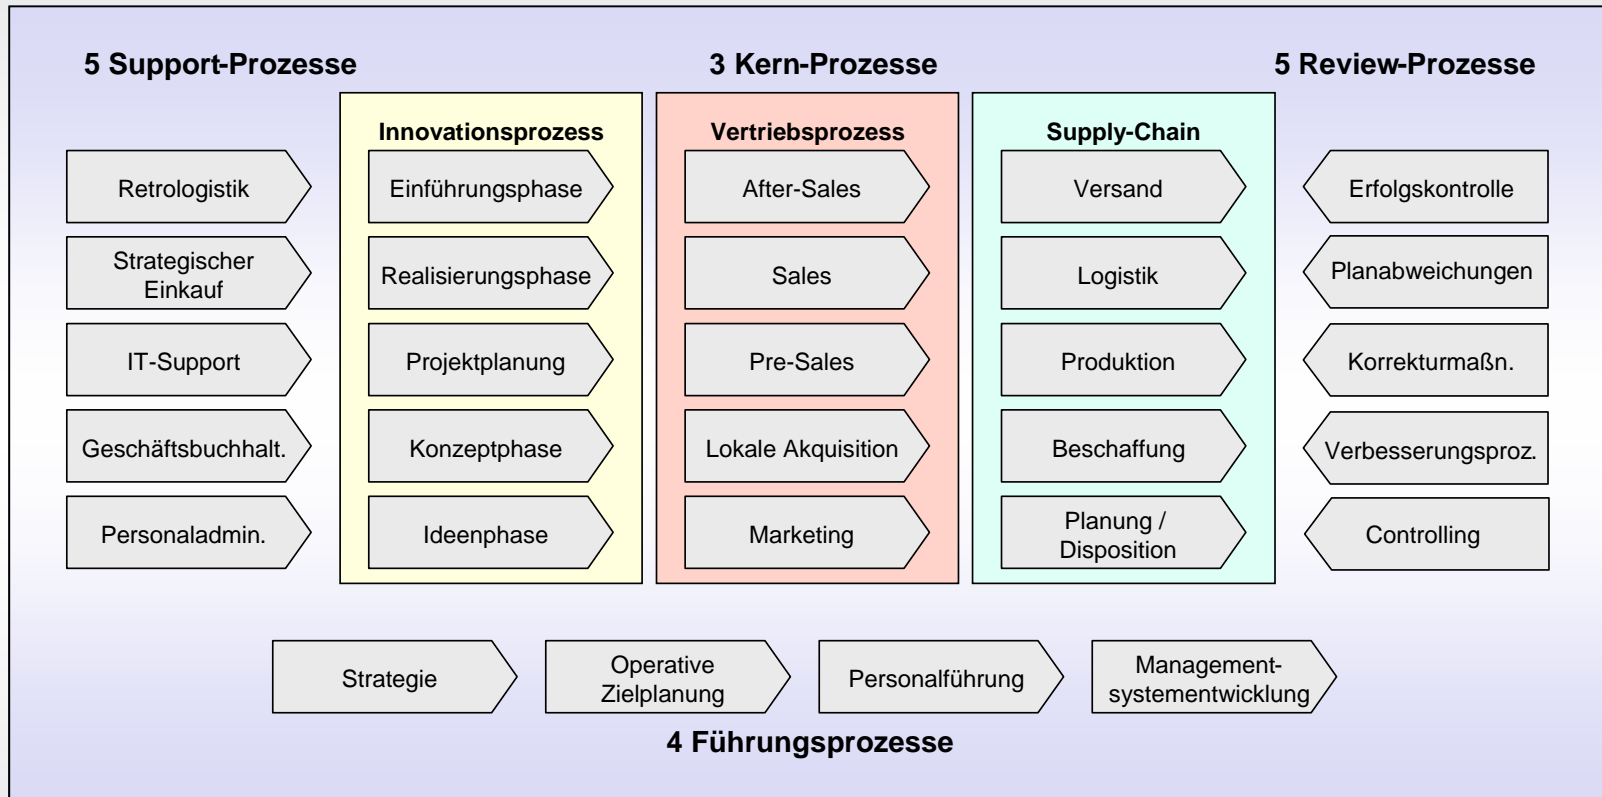 5 Support-Prozesse
3 Kern-Prozesse
5 Review-Prozesse
Retrologistik
Strategischer
Einkauf
IT-Support
Geschäftsbuchhalt.
Personaladmin.
Innovationsprozess
Einführungsphase
Realisierungsphase
Projektplanung
Konzeptphase
Ideenphase
Vertriebsprozess
After-Sales
Sales
Pre-Sales
Lokale Akquisition
Marketing
Supply-Chain
Versand
Logistik
Produktion
Beschaffung
Planung /
Disposition
Erfolgskontrolle
Planabweichungen
Korrekturmaßn.
Verbesserungsproz.
Controlling
Strategie
Operative
Zielplanung
Personalführung
Management-
systementwicklung
4 Führungsprozesse